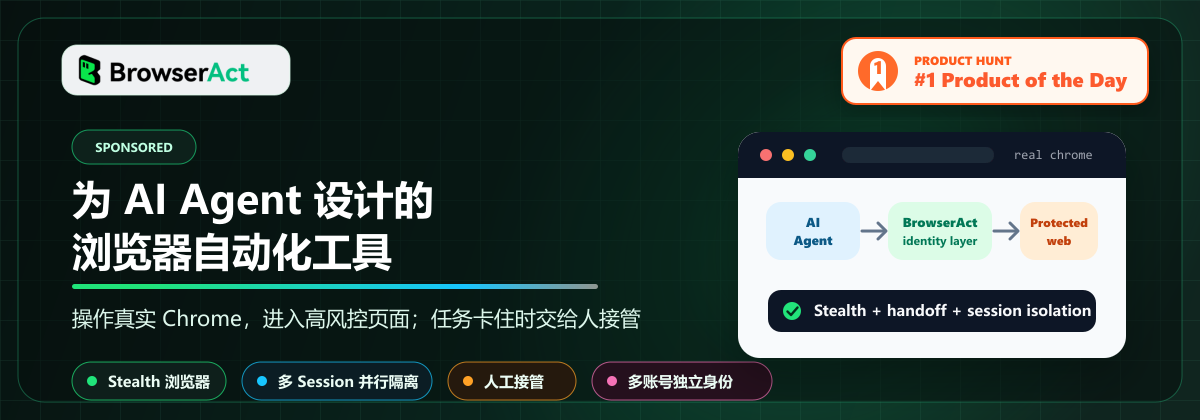 BrowserAct
PRODUCT HUNT
#1 Product of the Day
SPONSORED
为 AI Agent 设计的
浏览器自动化工具
操作真实 Chrome，进入高风控页面；任务卡住时交给人接管
Stealth 浏览器
多 Session 并行隔离
人工接管
多账号独立身份
real chrome
AI
Agent
BrowserAct
identity layer
Protected
web
Stealth + handoff + session isolation